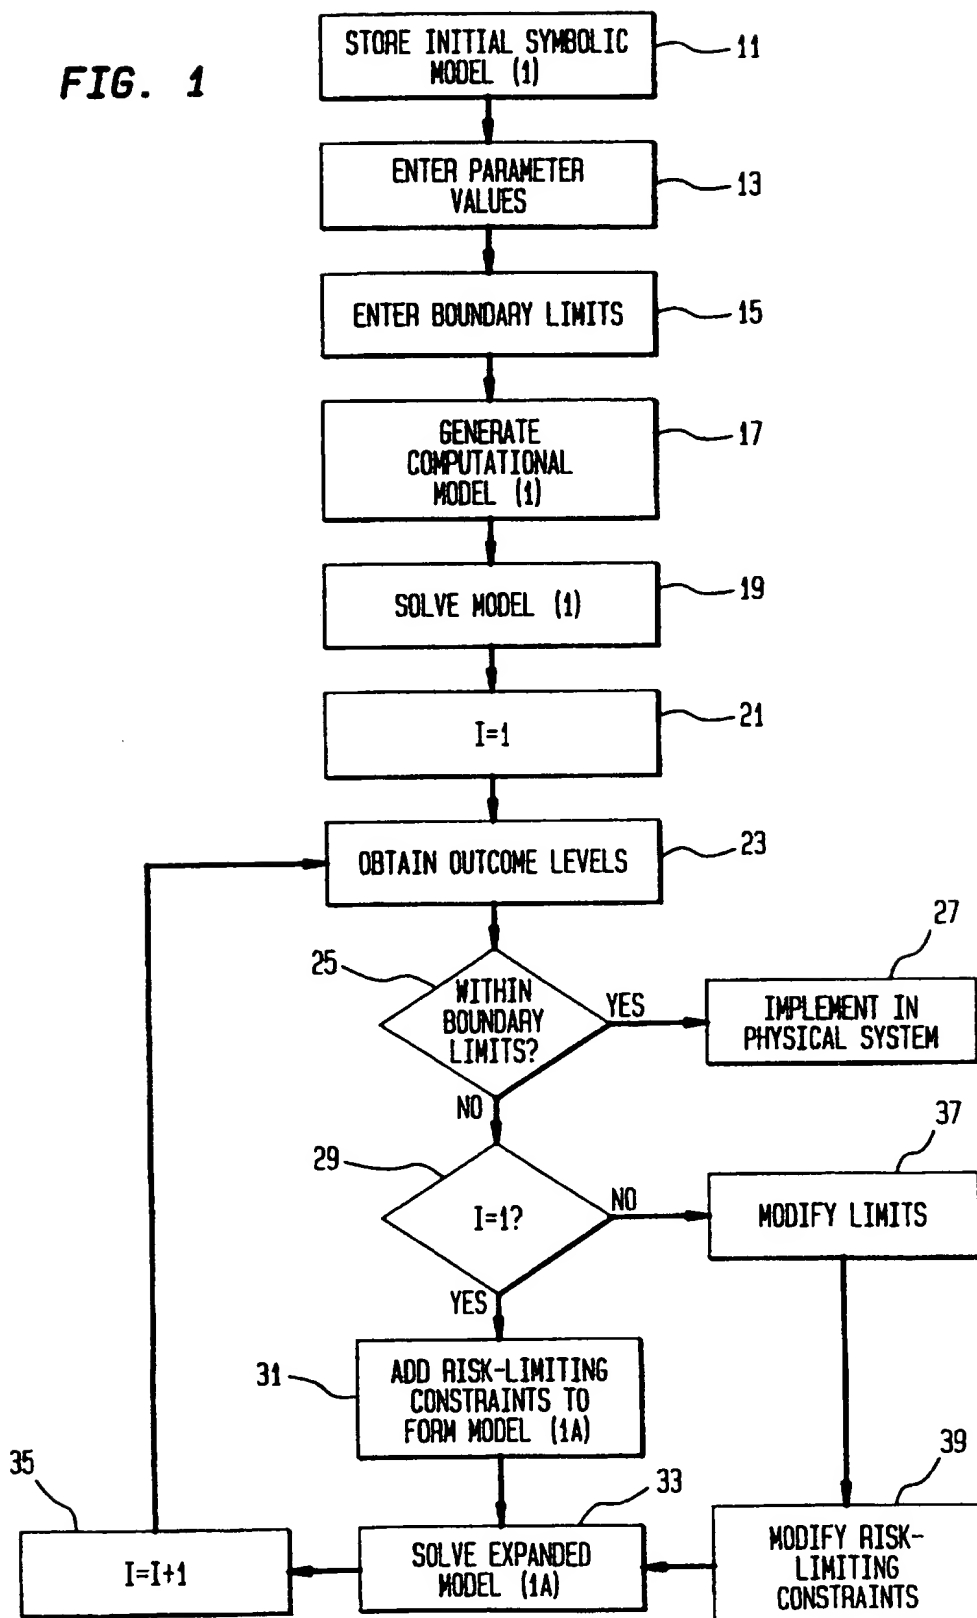 FIG. 1
STORE INITIAL SYMBOLIC
MODEL (1)
11
ENTER PARAMETER
VALUES
13
ENTER BOUNDARY LIMITS
15
GENERATE
COMPUTATIONAL
MODEL (1)
17
SOLVE MODEL (1)
19
I=1
21
OBTAIN OUTCOME LEVELS
23
25
WITHIN
BOUNDARY
LIMITS?
YES
NO
27
IMPLEMENT IN
PHYSICAL SYSTEM
29
I=1?
NO
YES
37
MODIFY LIMITS
31
ADD RISK-LIMITING
CONSTRAINTS TO
FORM MODEL (1A)
35
I=I+1
33
SOLVE EXPANDED
MODEL (1A)
39
MODIFY RISK-
LIMITING
CONSTRAINTS